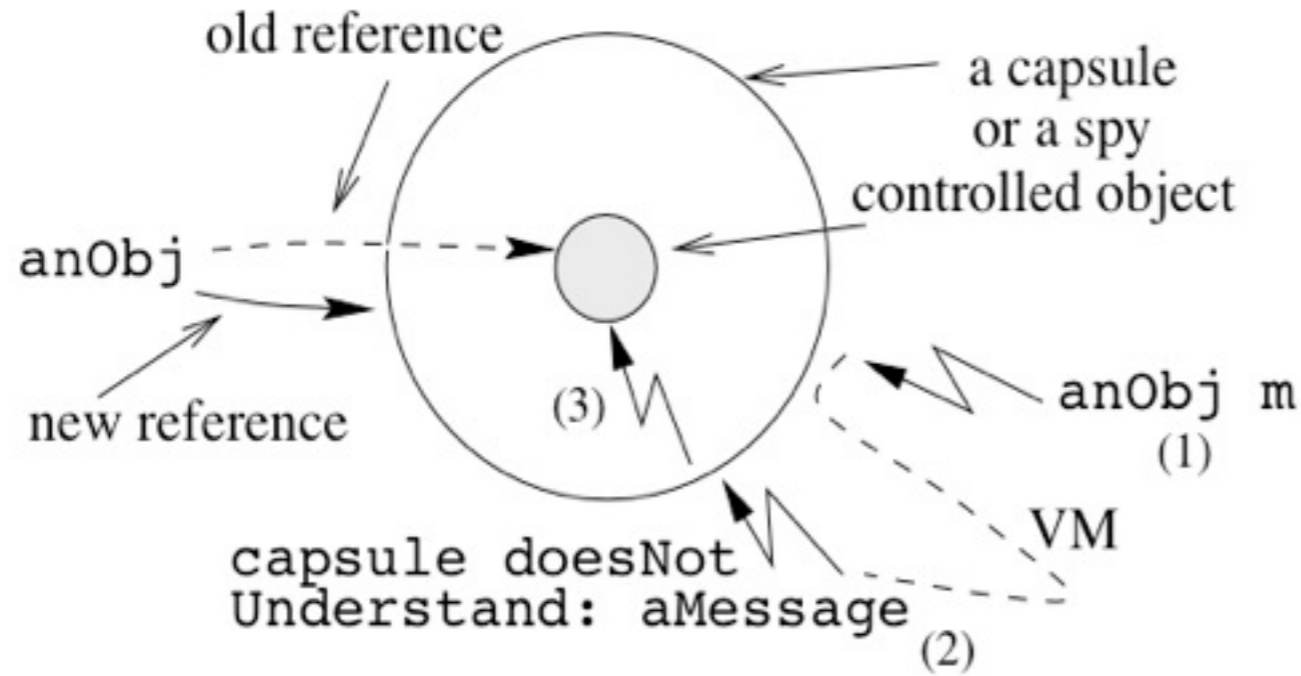 old reference
a capsule
or a spy
controlled object
anObj
new reference
(3)
anObj m
(1)
VM
capsule doesNot
Understand: aMessage
(2)